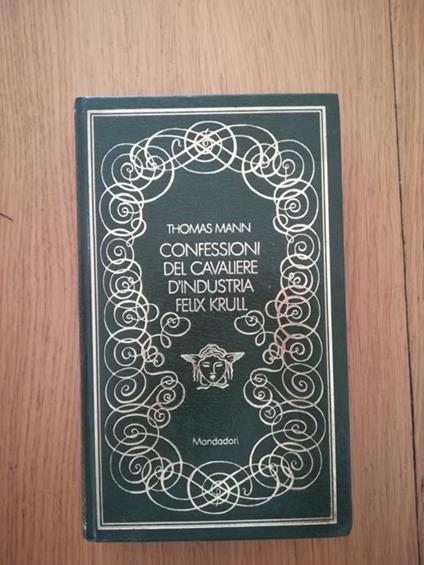 THOMAS MANN
CONFESSIONI
DEL CAVALIERE
D'INDUSTRIA
FELIX KRULL
Mondadori